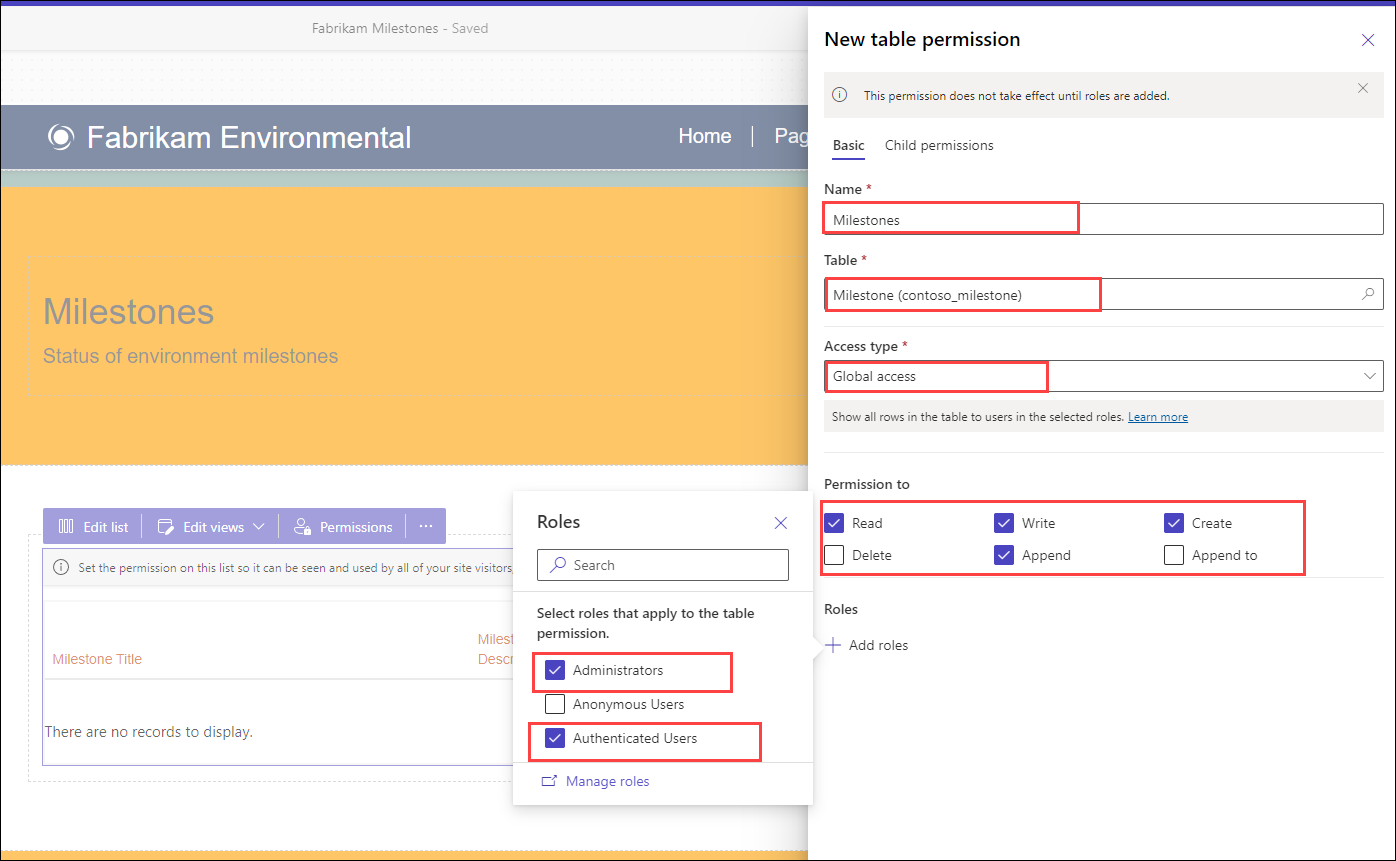 Fabrikam Milestones - Saved
Fabrikam Environmental
Home | Pag
Milestones
Status of environment milestones
Edit list
Edit views
Permissions
...
Set the permission on this list so it can be seen and used by all of your site visitors,
Milestone Title
Milest
Descr
There are no records to display.
Roles
Search
Select roles that apply to the table
permission.
Administrators
Anonymous Users
Authenticated Users
Manage roles
New table permission
This permission does not take effect until roles are added.
Basic
Child permissions
Name *
Milestones
Table *
Milestone (contoso_milestone)
Access type *
Global access
Show all rows in the table to users in the selected roles. Learn more
Permission to
Read
Write
Create
Delete
Append
Append to
Roles
Add roles